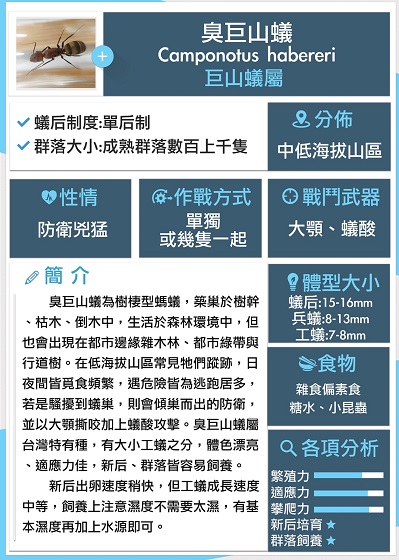 臭巨山蟻
Camponotus habereri
巨山蟻屬
蟻后制度:單后制
群落大小:成熟群落數百上千隻
分佈
中低海拔山區
性情
防衛兇猛
作戰方式
單獨
或幾隻一起
戰鬥武器
大顎、蟻酸
簡 介
臭巨山蟻為樹棲型螞蟻，築巢於樹幹
、枯木、倒木中，生活於森林環境中，但
也會出現在都市邊緣雜木林、都市綠帶與
行道樹。在低海拔山區常見牠們蹤跡，日
夜間皆覓食頻繁，遇危險皆為逃跑居多，
若是騷擾到蟻巢，則會傾巢而出的防衛，
並以大顎撕咬加上蟻酸攻擊。臭巨山蟻屬
台灣特有種，有大小工蟻之分，體色漂亮
、適應力佳，新后、群落皆容易飼養。
新后出卵速度稍快，但工蟻成長速度
中等，飼養上注意濕度不需要太濕，有基
本濕度再加上水源即可。
體型大小
蟻后:15-16mm
兵蟻:8-13mm
工蟻:7-8mm
食物
雜食偏素食
糖水、小昆蟲
各項分析
繁殖力
適應力
攀爬力
新后培育 ★
群落飼養 ★